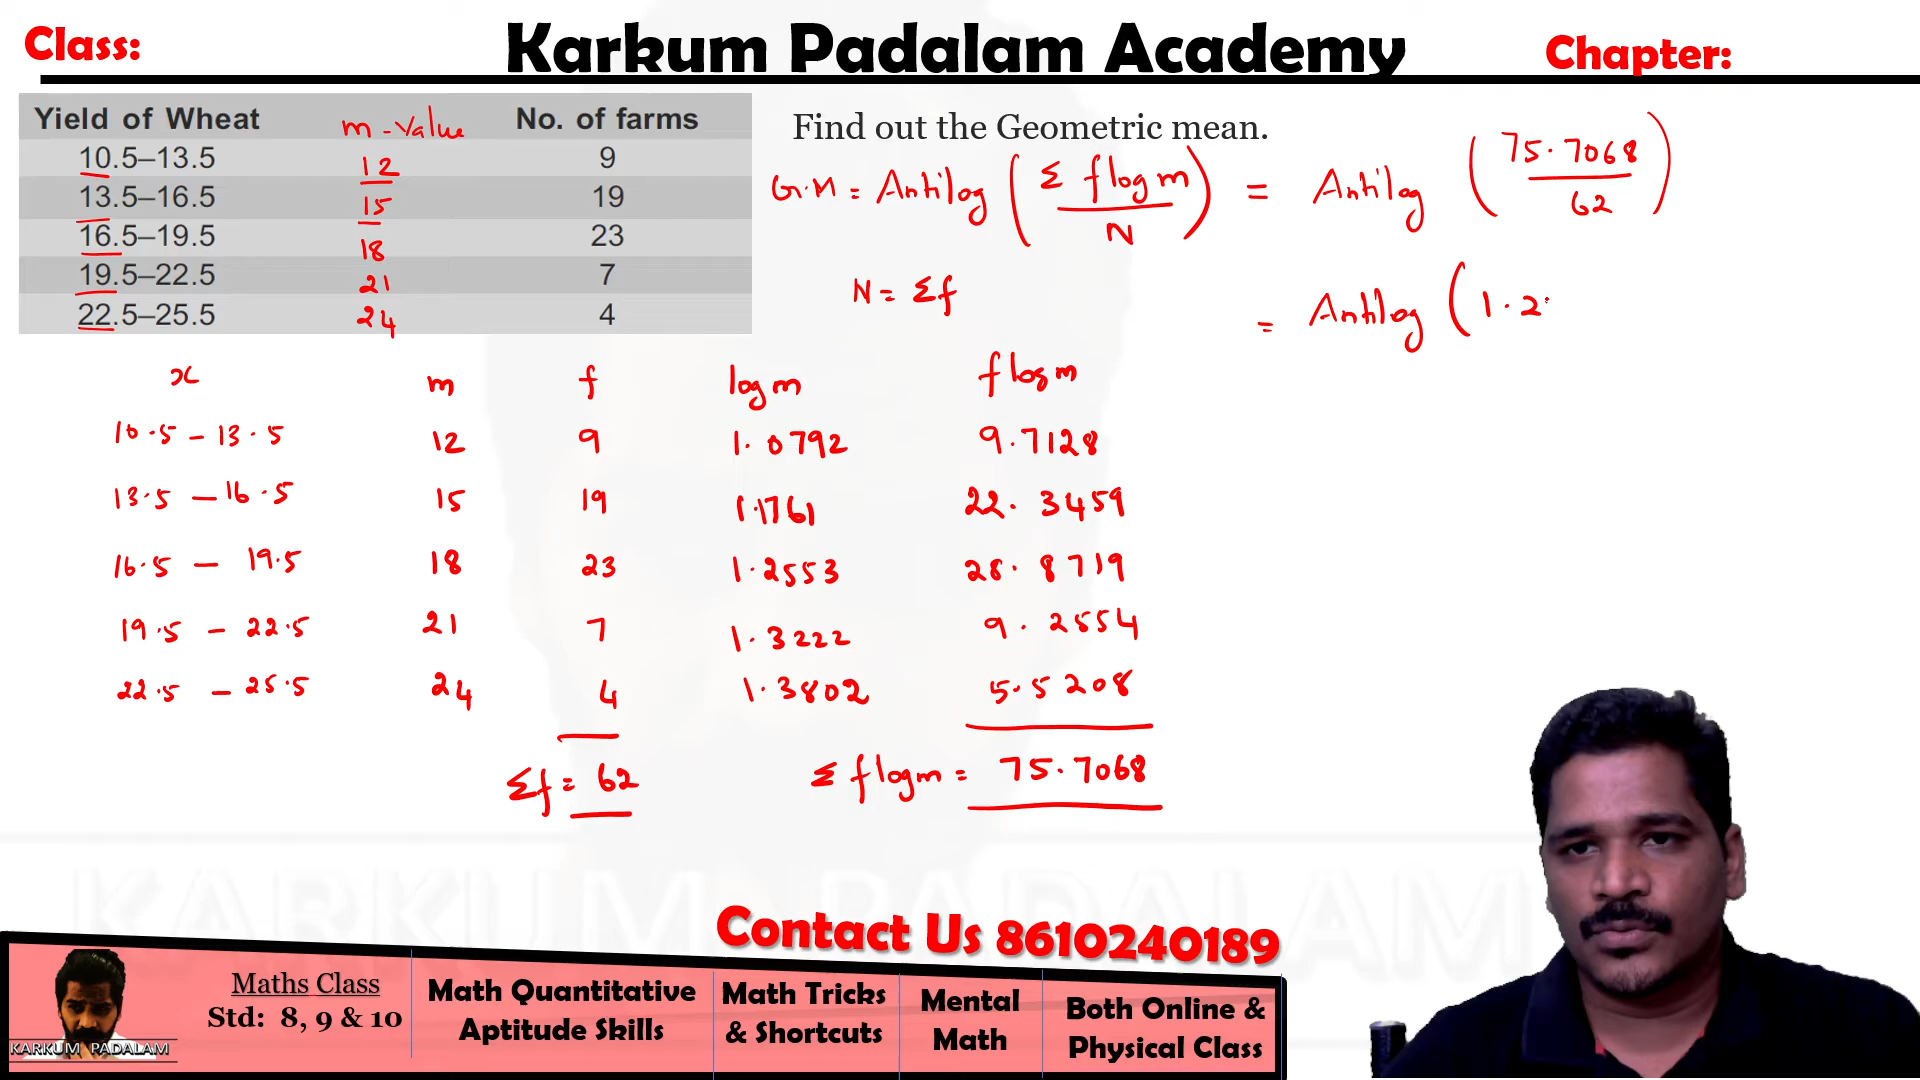 Class:
Karkum Padalam Academy
Chapter:
Yield of Wheat m - Value No. of farms
10.5–13.5 12 9
13.5–16.5 15 19
16.5–19.5 18 23
19.5–22.5 21 7
22.5–25.5 24 4
Find out the Geometric mean.
G.M = Antilog ( Σ f log m / N ) = Antilog ( 75.7068 / 62 )
N = Σf
= Antilog ( 1.2
x m f log m f log m
10.5 – 13.5 12 9 1.0792 9.7128
13.5 – 16.5 15 19 1.1761 22.3459
16.5 – 19.5 18 23 1.2553 28.8719
19.5 – 22.5 21 7 1.3222 9.2554
22.5 – 25.5 24 4 1.3802 5.5208
Σf = 62 Σ f log m = 75.7068
KARKUM PADALAM
Contact Us 8610240189
KARKUM PADALAM
Maths Class
Std: 8, 9 & 10
Math Quantitative
Aptitude Skills
Math Tricks
& Shortcuts
Mental
Math
Both Online &
Physical Class